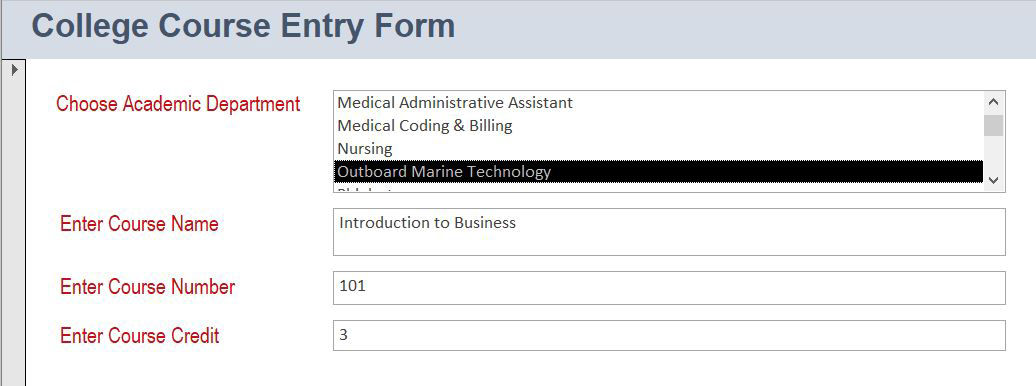 College Course Entry Form
Choose Academic Department
Medical Administrative Assistant
Medical Coding & Billing
Nursing
Outboard Marine Technology
Enter Course Name
Introduction to Business
Enter Course Number
101
Enter Course Credit
3